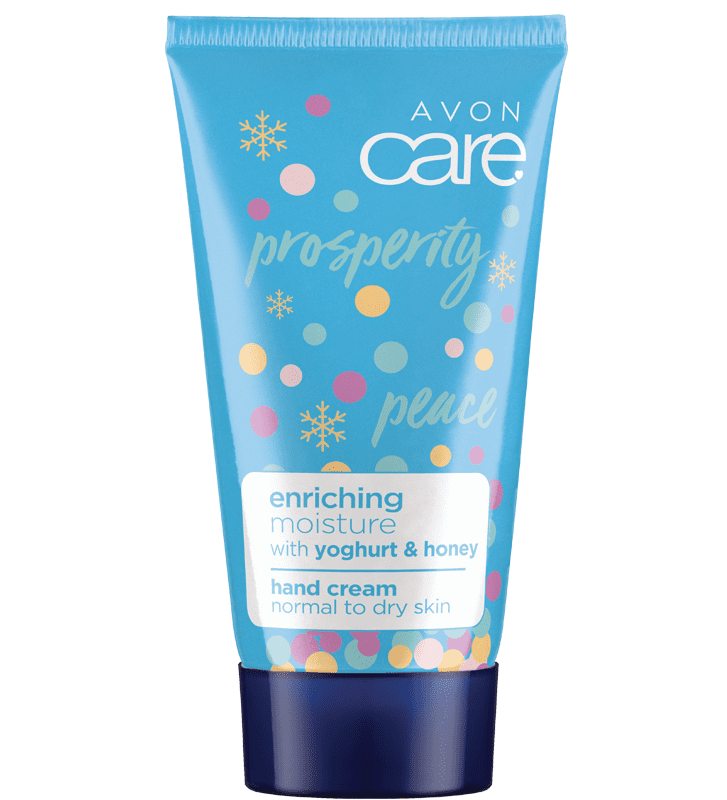 AVON
care
prosperity
peace
enriching
moisture
with yoghurt & honey
hand cream
normal to dry skin